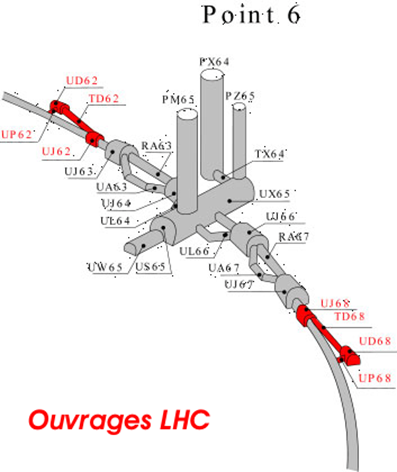 Point 6
PX64
UD62
TD62
PM65
PZ65
UP62
UJ62
RA63
TX64
UJ63
UA63
UJ64
UX65
UL64
UJ66
UL66
RA67
UW65
US65
UA67
UJ67
UJ68
TD68
UD68
UP68
Ouvrages LHC